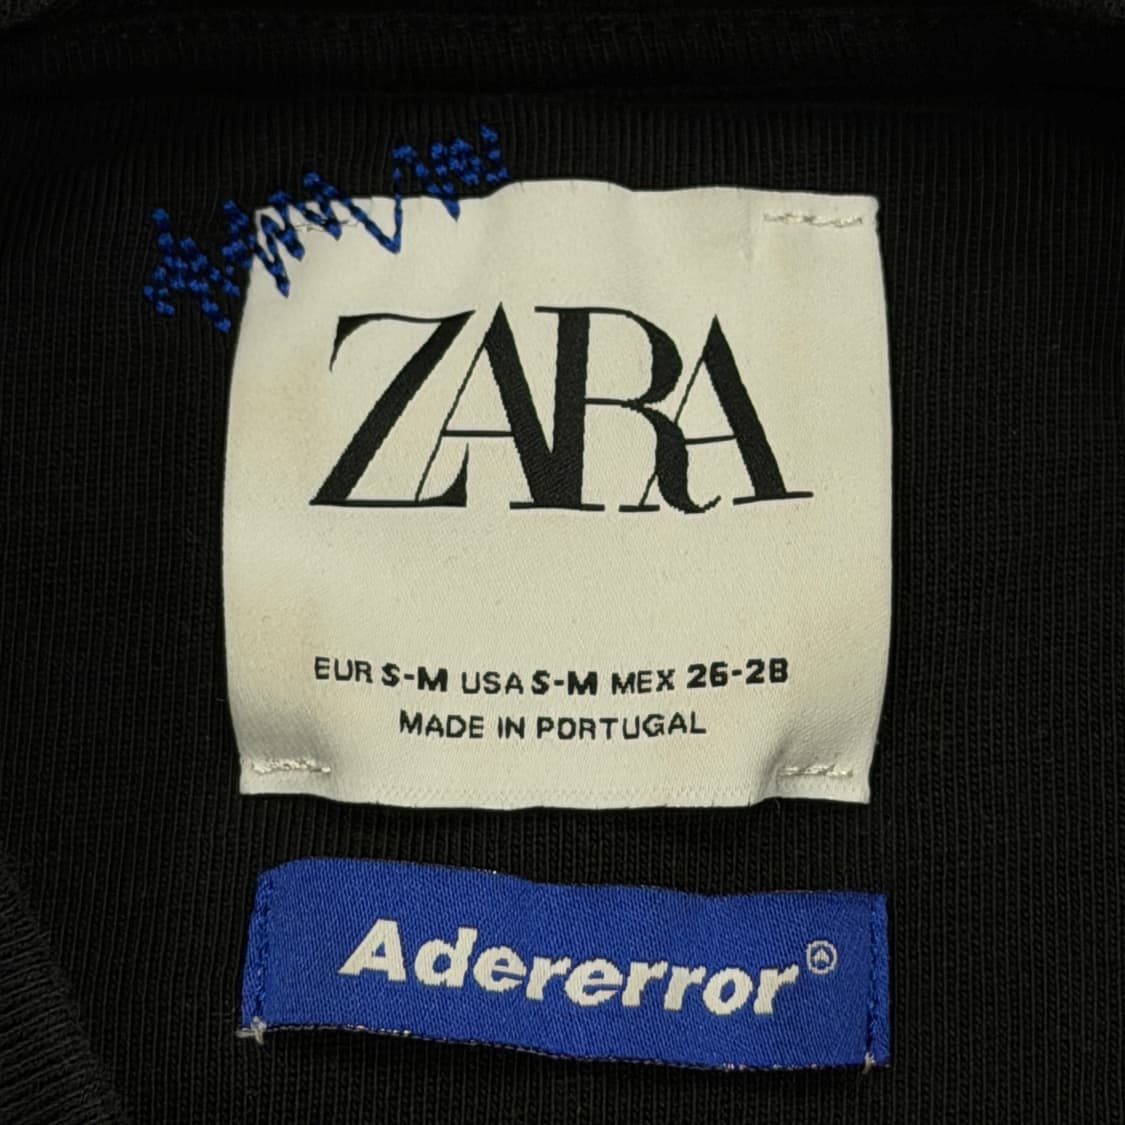 ZARA
EUR S-M USA S-M MEX 26-28
MADE IN PORTUGAL
Adererror